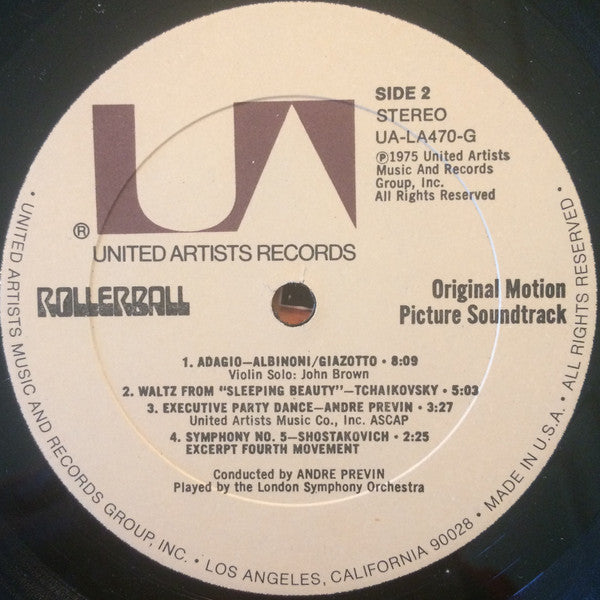 SIDE 2
STEREO
UA-LA470-G
℗1975 United Artists
Music And Records
Group, Inc.
All Rights Reserved
UA
®
UNITED ARTISTS RECORDS
ROLLERBALL
Original Motion
Picture Soundtrack
1. ADAGIO—ALBINONI/GIAZOTTO • 8:09
Violin Solo: John Brown
2. WALTZ FROM "SLEEPING BEAUTY"—TCHAIKOVSKY • 5:03
3. EXECUTIVE PARTY DANCE—ANDRE PREVIN • 3:27
United Artists Music Co., Inc. ASCAP
4. SYMPHONY NO. 5—SHOSTAKOVICH • 2:25
EXCERPT FOURTH MOVEMENT
Conducted by ANDRE PREVIN
Played by the London Symphony Orchestra
• UNITED ARTISTS MUSIC AND RECORDS GROUP, INC. • LOS ANGELES, CALIFORNIA 90028 • MADE IN U.S.A. • ALL RIGHTS RESERVED •